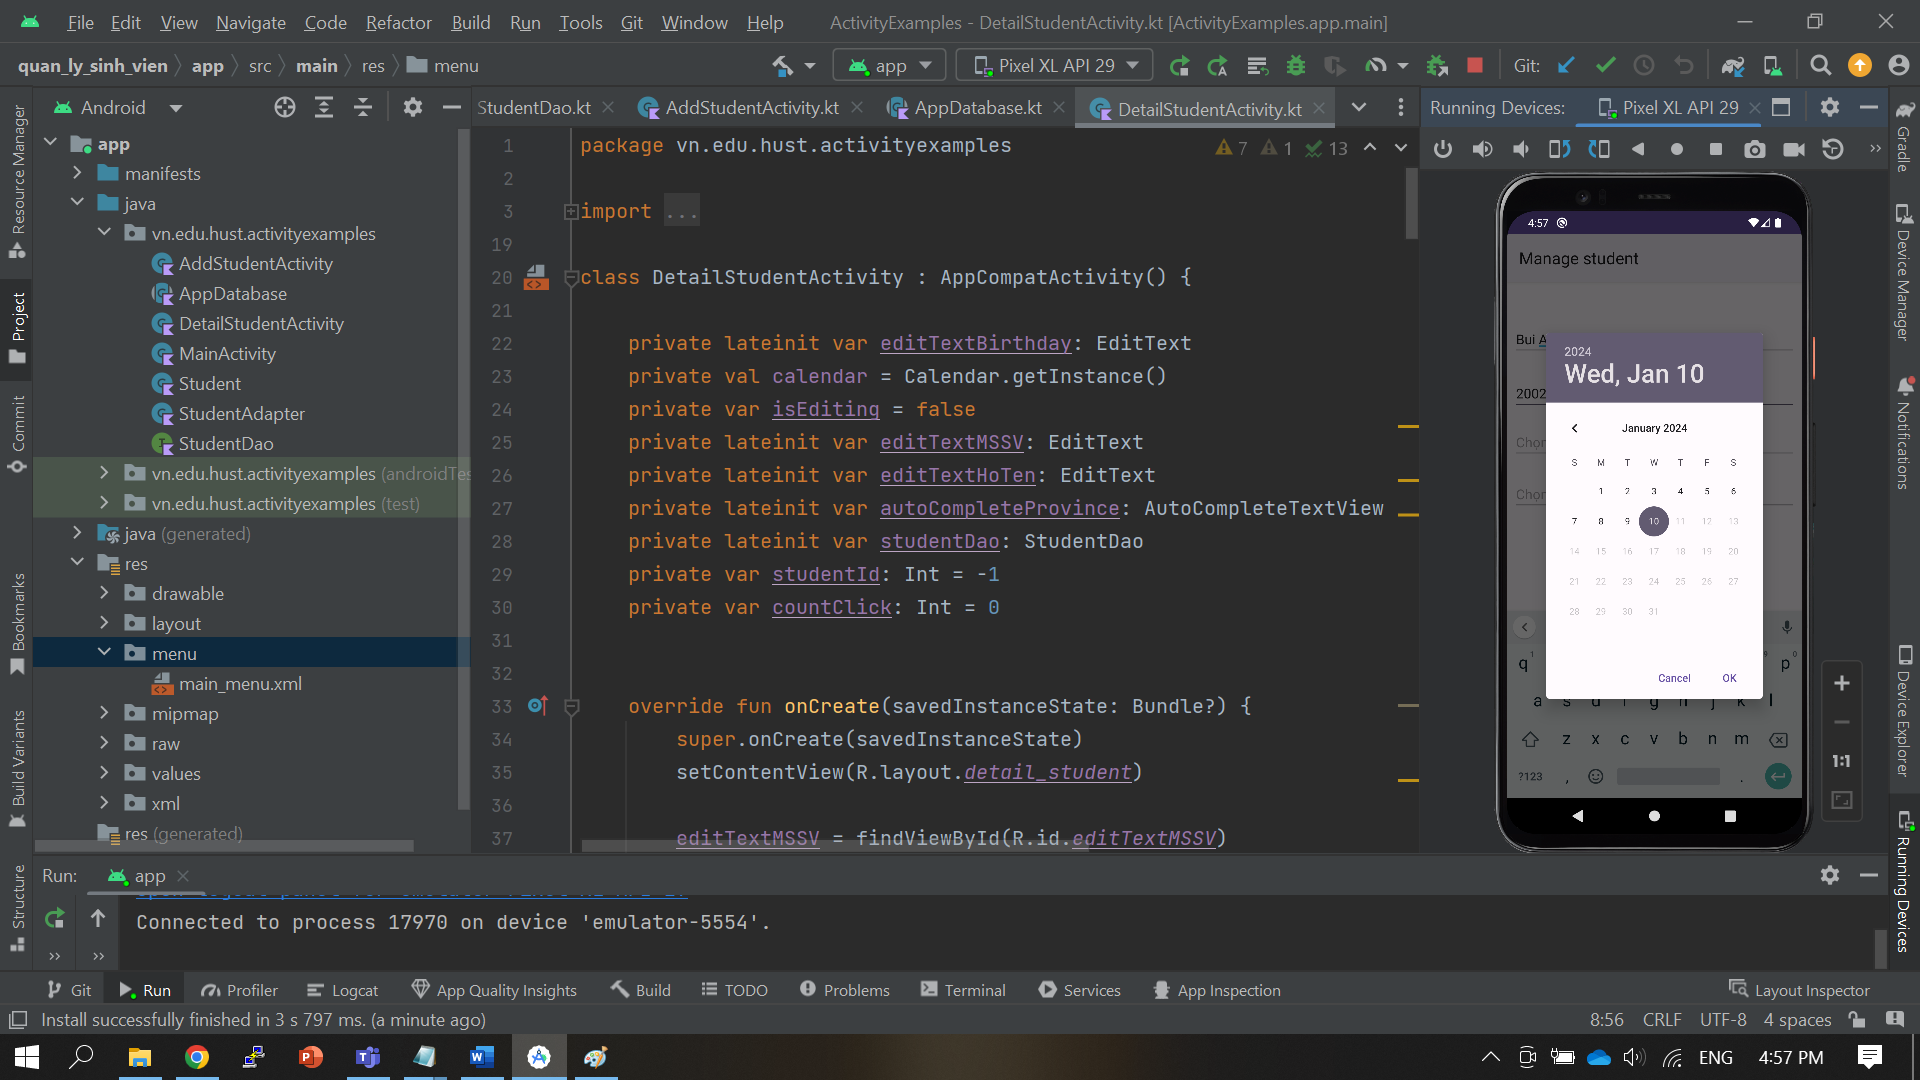 File Edit View Navigate Code Refactor Build Run Tools Git Window Help ActivityExamples - DetailStudentActivity.kt [ActivityExamples.app.main]
quan_ly_sinh_vien app src main res menu app Pixel XL API 29 Git:
Android StudentDao.kt AddStudentActivity.kt AppDatabase.kt DetailStudentActivity.kt Running Devices: Pixel XL API 29
Resource Manager
Project
Commit
Bookmarks
Build Variants
Structure
app
manifests
java
vn.edu.hust.activityexamples
AddStudentActivity
AppDatabase
DetailStudentActivity
MainActivity
Student
StudentAdapter
StudentDao
vn.edu.hust.activityexamples (androidTes
vn.edu.hust.activityexamples (test)
java (generated)
res
drawable
layout
menu
main_menu.xml
mipmap
raw
values
xml
res (generated)
7 1 13
1 package vn.edu.hust.activityexamples
2
3 import ...
19
20 class DetailStudentActivity : AppCompatActivity() {
21
22 private lateinit var editTextBirthday: EditText
23 private val calendar = Calendar.getInstance()
24 private var isEditing = false
25 private lateinit var editTextMSSV: EditText
26 private lateinit var editTextHoTen: EditText
27 private lateinit var autoCompleteProvince: AutoCompleteTextView
28 private lateinit var studentDao: StudentDao
29 private var studentId: Int = -1
30 private var countClick: Int = 0
31
32
33 override fun onCreate(savedInstanceState: Bundle?) {
34 super.onCreate(savedInstanceState)
35 setContentView(R.layout.detail_student)
36
37 editTextMSSV = findViewById(R.id.editTextMSSV)
4:57
Manage student
Bui A
2002
Chọn
Chọn
2024
Wed, Jan 10
January 2024
S M T W T F S
1 2 3 4 5 6
7 8 9 10 11 12 13
14 15 16 17 18 19 20
21 22 23 24 25 26 27
28 29 30 31
Cancel OK
q 1 9 p 0
a s d f g h j k l
z x c v b n m
?123 , .
1:1
Gradle
Device Manager
Notifications
Device Explorer
Running Devices
Run: app
Connected to process 17970 on device 'emulator-5554'.
Git Run Profiler Logcat App Quality Insights Build TODO Problems Terminal Services App Inspection Layout Inspector
Install successfully finished in 3 s 797 ms. (a minute ago) 8:56 CRLF UTF-8 4 spaces
ENG 4:57 PM